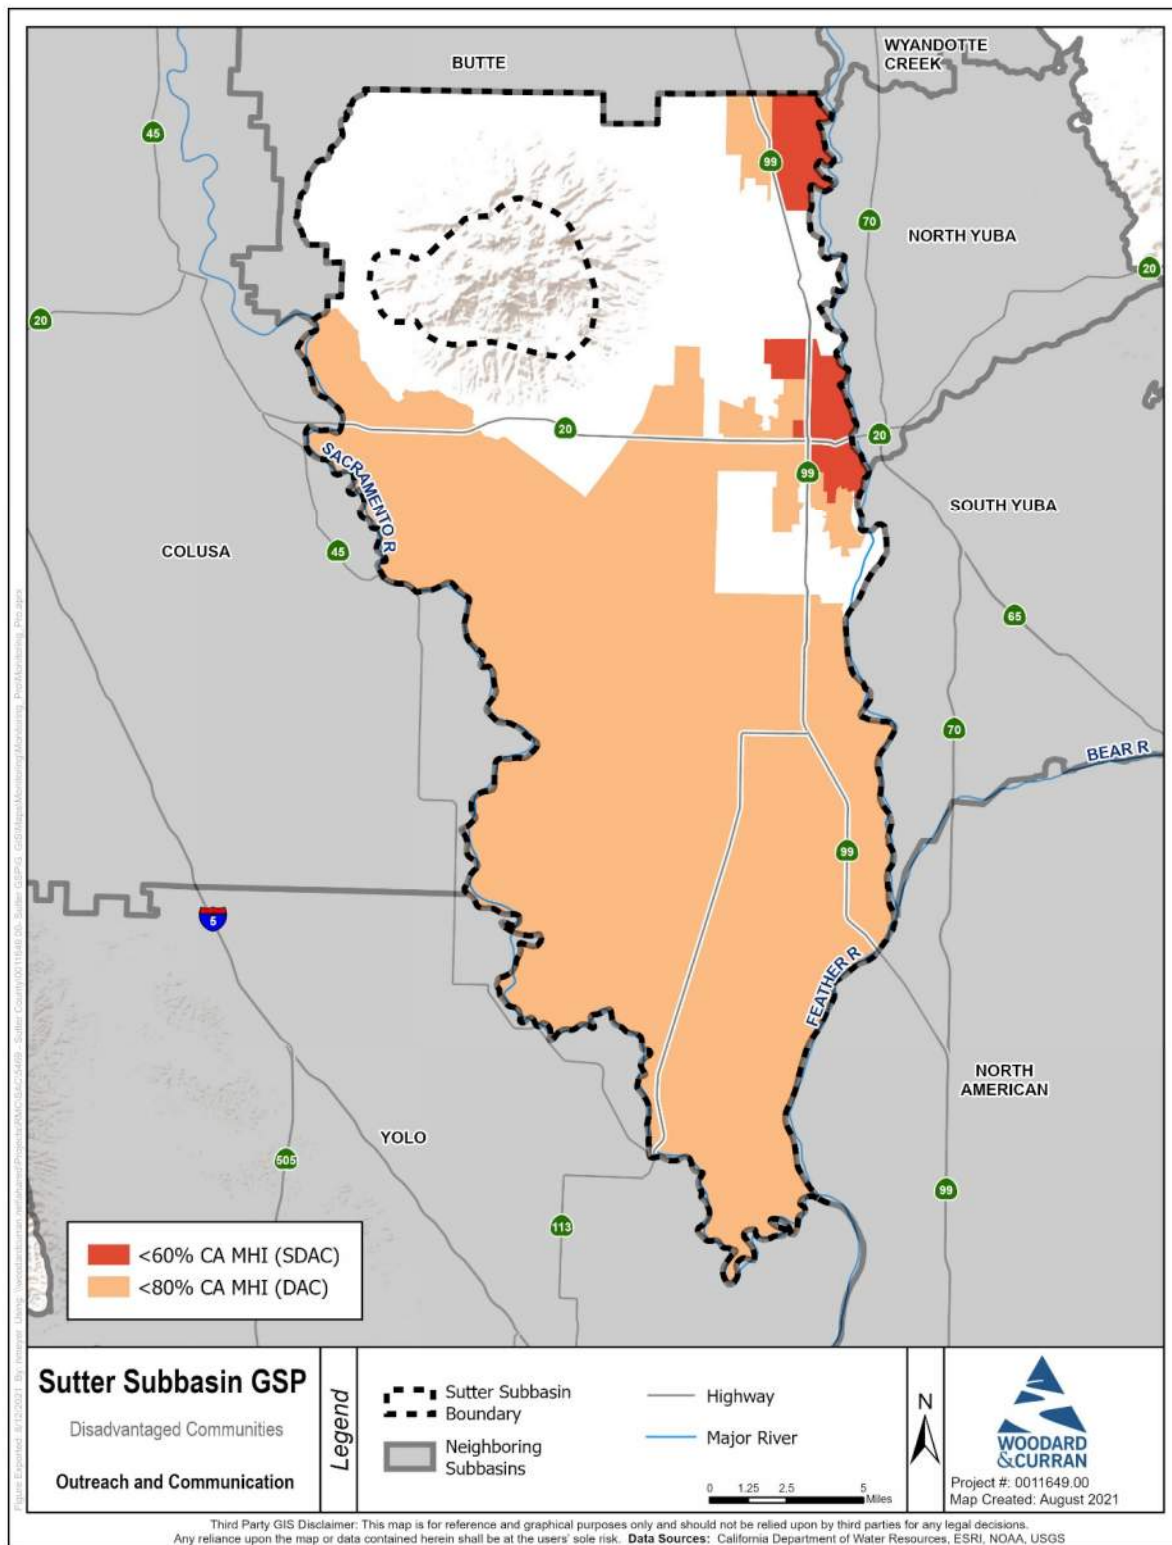 BUTTE
WYANDOTTE
CREEK
45
99
70
NORTH YUBA
20
20
20
99
20
SACRAMENTO R
COLUSA
45
SOUTH YUBA
65
70
BEAR R
99
5
FEATHER R
NORTH
AMERICAN
YOLO
505
99
113
<60% CA MHI (SDAC)
<80% CA MHI (DAC)
Sutter Subbasin GSP
Disadvantaged Communities
Outreach and Communication
Legend
Sutter Subbasin
Boundary
Neighboring
Subbasins
Highway
Major River
0 1.25 2.5 5
Miles
N
WOODARD
&CURRAN
Project #: 0011649.00
Map Created: August 2021
Third Party GIS Disclaimer: This map is for reference and graphical purposes only and should not be relied upon by third parties for any legal decisions.
Any reliance upon the map or data contained herein shall be at the users' sole risk. Data Sources: California Department of Water Resources, ESRI, NOAA, USGS